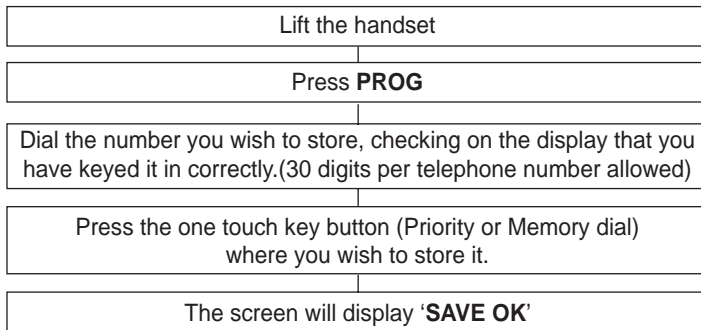 Lift the handset
Press PROG
Dial the number you wish to store, checking on the display that you
have keyed it in correctly.(30 digits per telephone number allowed)
Press the one touch key button (Priority or Memory dial)
where you wish to store it.
The screen will display ‘SAVE OK’